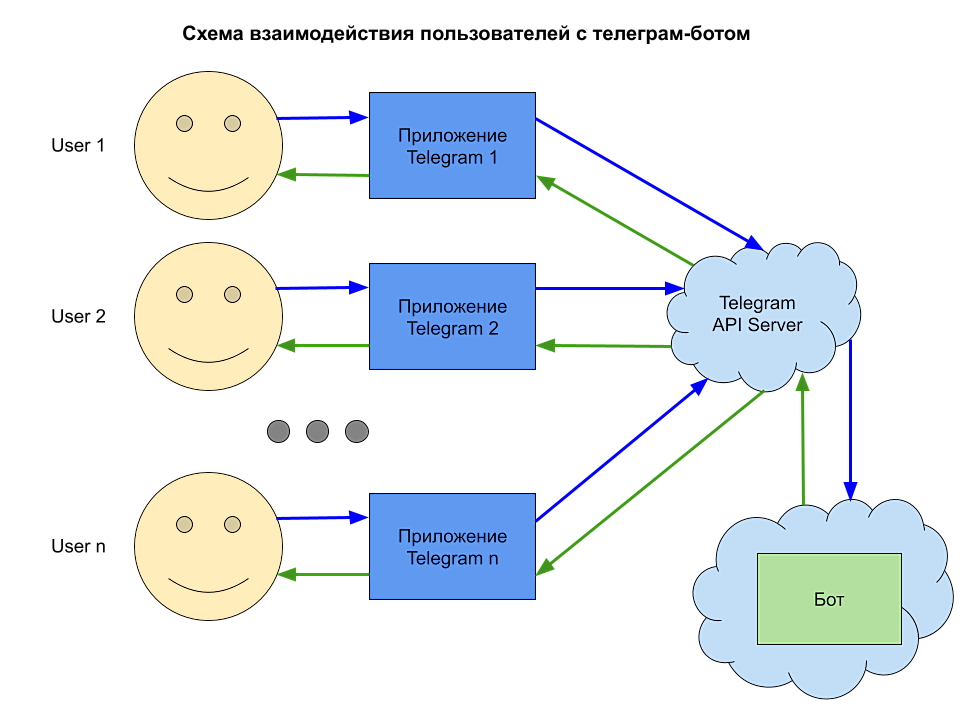 Схема взаимодействия пользователей с телеграм-ботом
User 1
Приложение
Telegram 1
User 2
Приложение
Telegram 2
Telegram
API Server
User n
Приложение
Telegram n
Бот